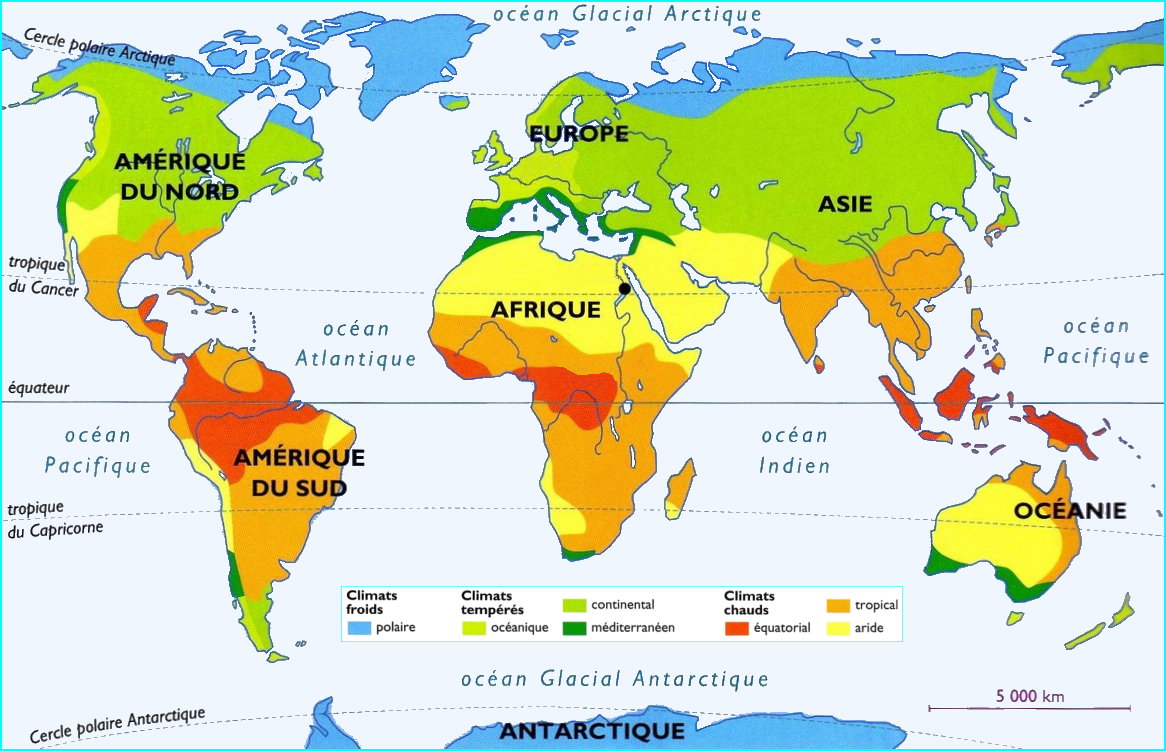 océan Glacial Arctique
Cercle polaire Arctique
EUROPE
AMÉRIQUE
DU NORD
ASIE
tropique
du Cancer
AFRIQUE
océan
Atlantique
océan
Pacifique
équateur
océan
Pacifique
océan
Indien
AMÉRIQUE
DU SUD
tropique
du Capricorne
OCÉANIE
Climats
froids
polaire
Climats
tempérés
océanique
continental
méditerranéen
Climats
chauds
équatorial
tropical
aride
océan Glacial Antarctique
5 000 km
Cercle polaire Antarctique
ANTARCTIQUE